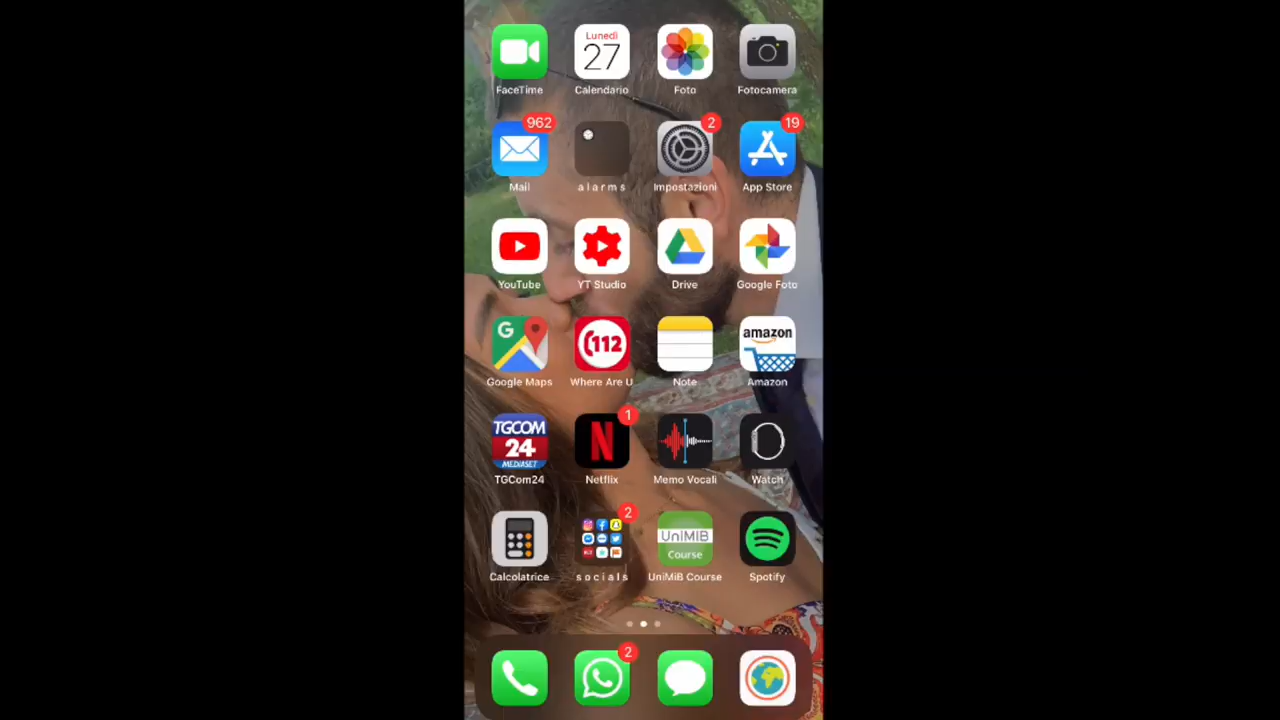 Lunedì
27
FaceTime
Calendario
Foto
Fotocamera
962
2
19
Mail
alarms
Impostazioni
App Store
YouTube
YT Studio
Drive
Google Foto
G
112
amazon
Google Maps
Where Are U
Note
Amazon
TGCOM
24
MEDIASET
N
1
TGCom24
Netflix
Memo Vocali
Watch
2
UniMIB
Course
Calcolatrice
socials
UniMiB Course
Spotify
2